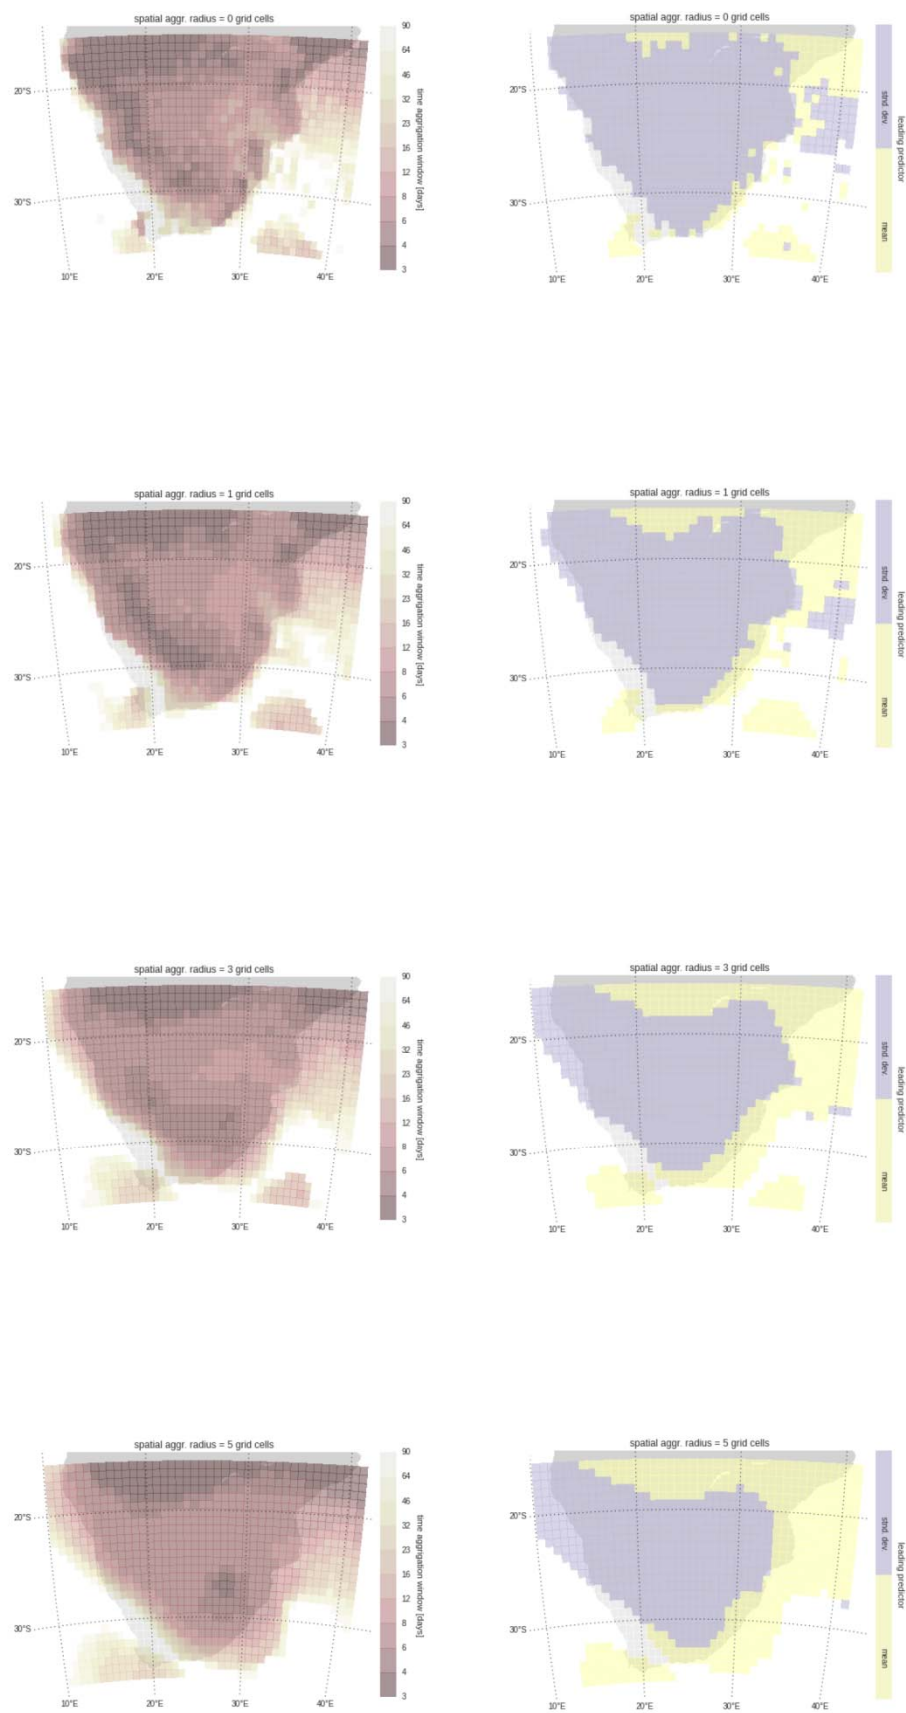 spatial aggr. radius = 0 grid cells
90
64
46
32
23
16
12
8
6
4
3
time aggrigation window [days]
20°S
30°S
10°E
20°E
30°E
40°E
spatial aggr. radius = 0 grid cells
strd. dev.
mean
leading predictor
20°S
30°S
10°E
20°E
30°E
40°E
spatial aggr. radius = 1 grid cells
90
64
46
32
23
16
12
8
6
4
3
time aggrigation window [days]
20°S
30°S
10°E
20°E
30°E
40°E
spatial aggr. radius = 1 grid cells
strd. dev.
mean
leading predictor
20°S
30°S
10°E
20°E
30°E
40°E
spatial aggr. radius = 3 grid cells
90
64
46
32
23
16
12
8
6
4
3
time aggrigation window [days]
20°S
30°S
10°E
20°E
30°E
40°E
spatial aggr. radius = 3 grid cells
strd. dev.
mean
leading predictor
20°S
30°S
10°E
20°E
30°E
40°E
spatial aggr. radius = 5 grid cells
90
64
46
32
23
16
12
8
6
4
3
time aggrigation window [days]
20°S
30°S
10°E
20°E
30°E
40°E
spatial aggr. radius = 5 grid cells
strd. dev.
mean
leading predictor
20°S
30°S
10°E
20°E
30°E
40°E